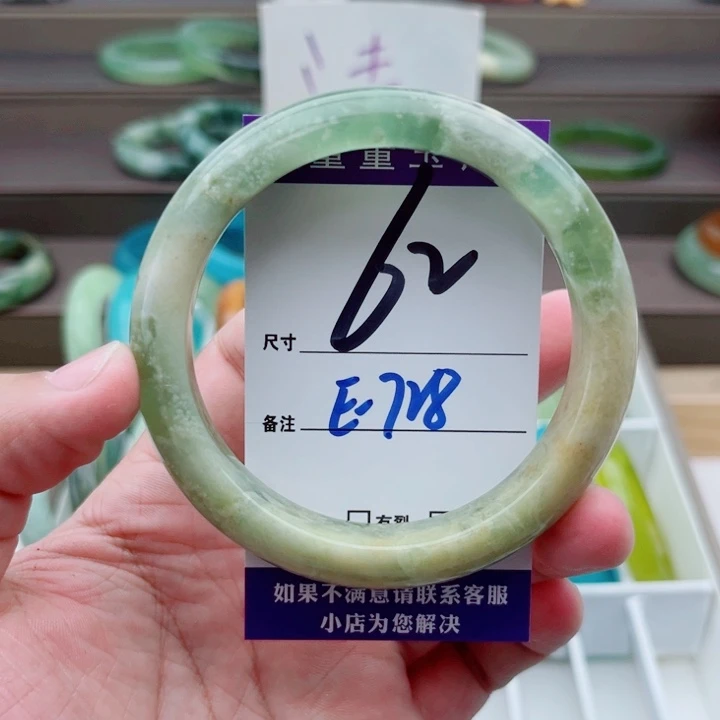 尺寸 62
备注 E-728
有裂
如果不满意请联系客服
小店为您解决